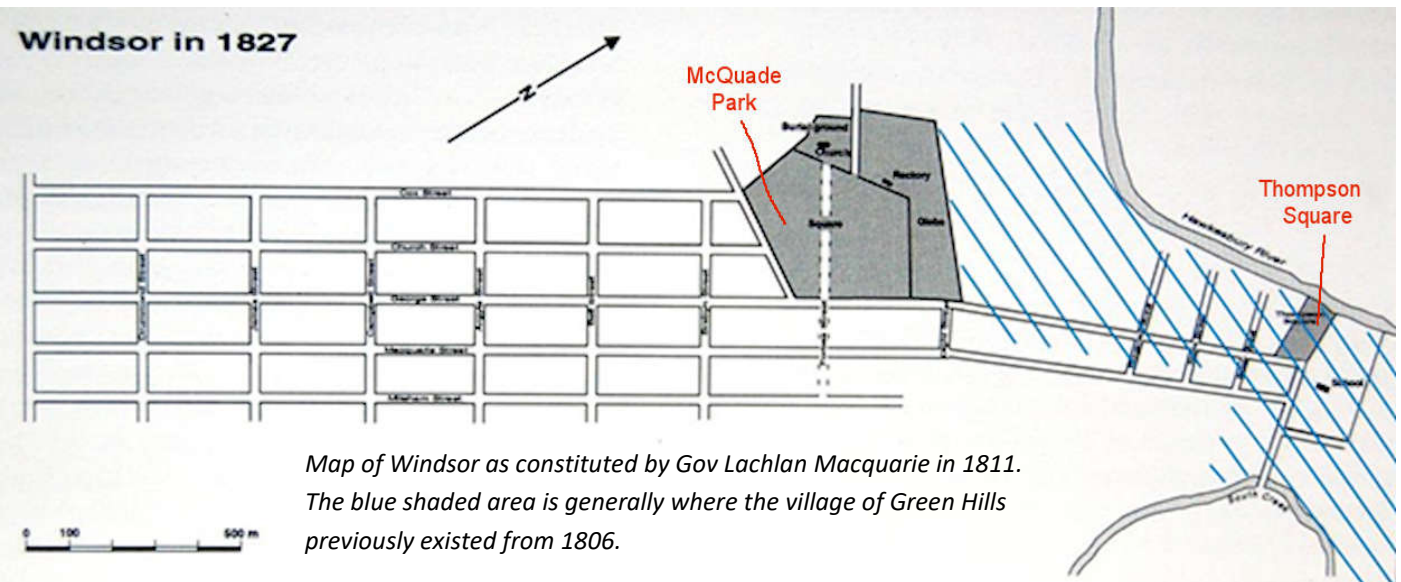 Windsor in 1827
N
McQuade
Park
Burial ground
Church
Rectory
Thompson
Square
Cox Street
Square
Glebe
Hawkesbury River
Church Street
George Street
Macquarie Street
School
Mileham Street
South Creek
Map of Windsor as constituted by Gov Lachlan Macquarie in 1811.
The blue shaded area is generally where the village of Green Hills
previously existed from 1806.
0 100 500 m